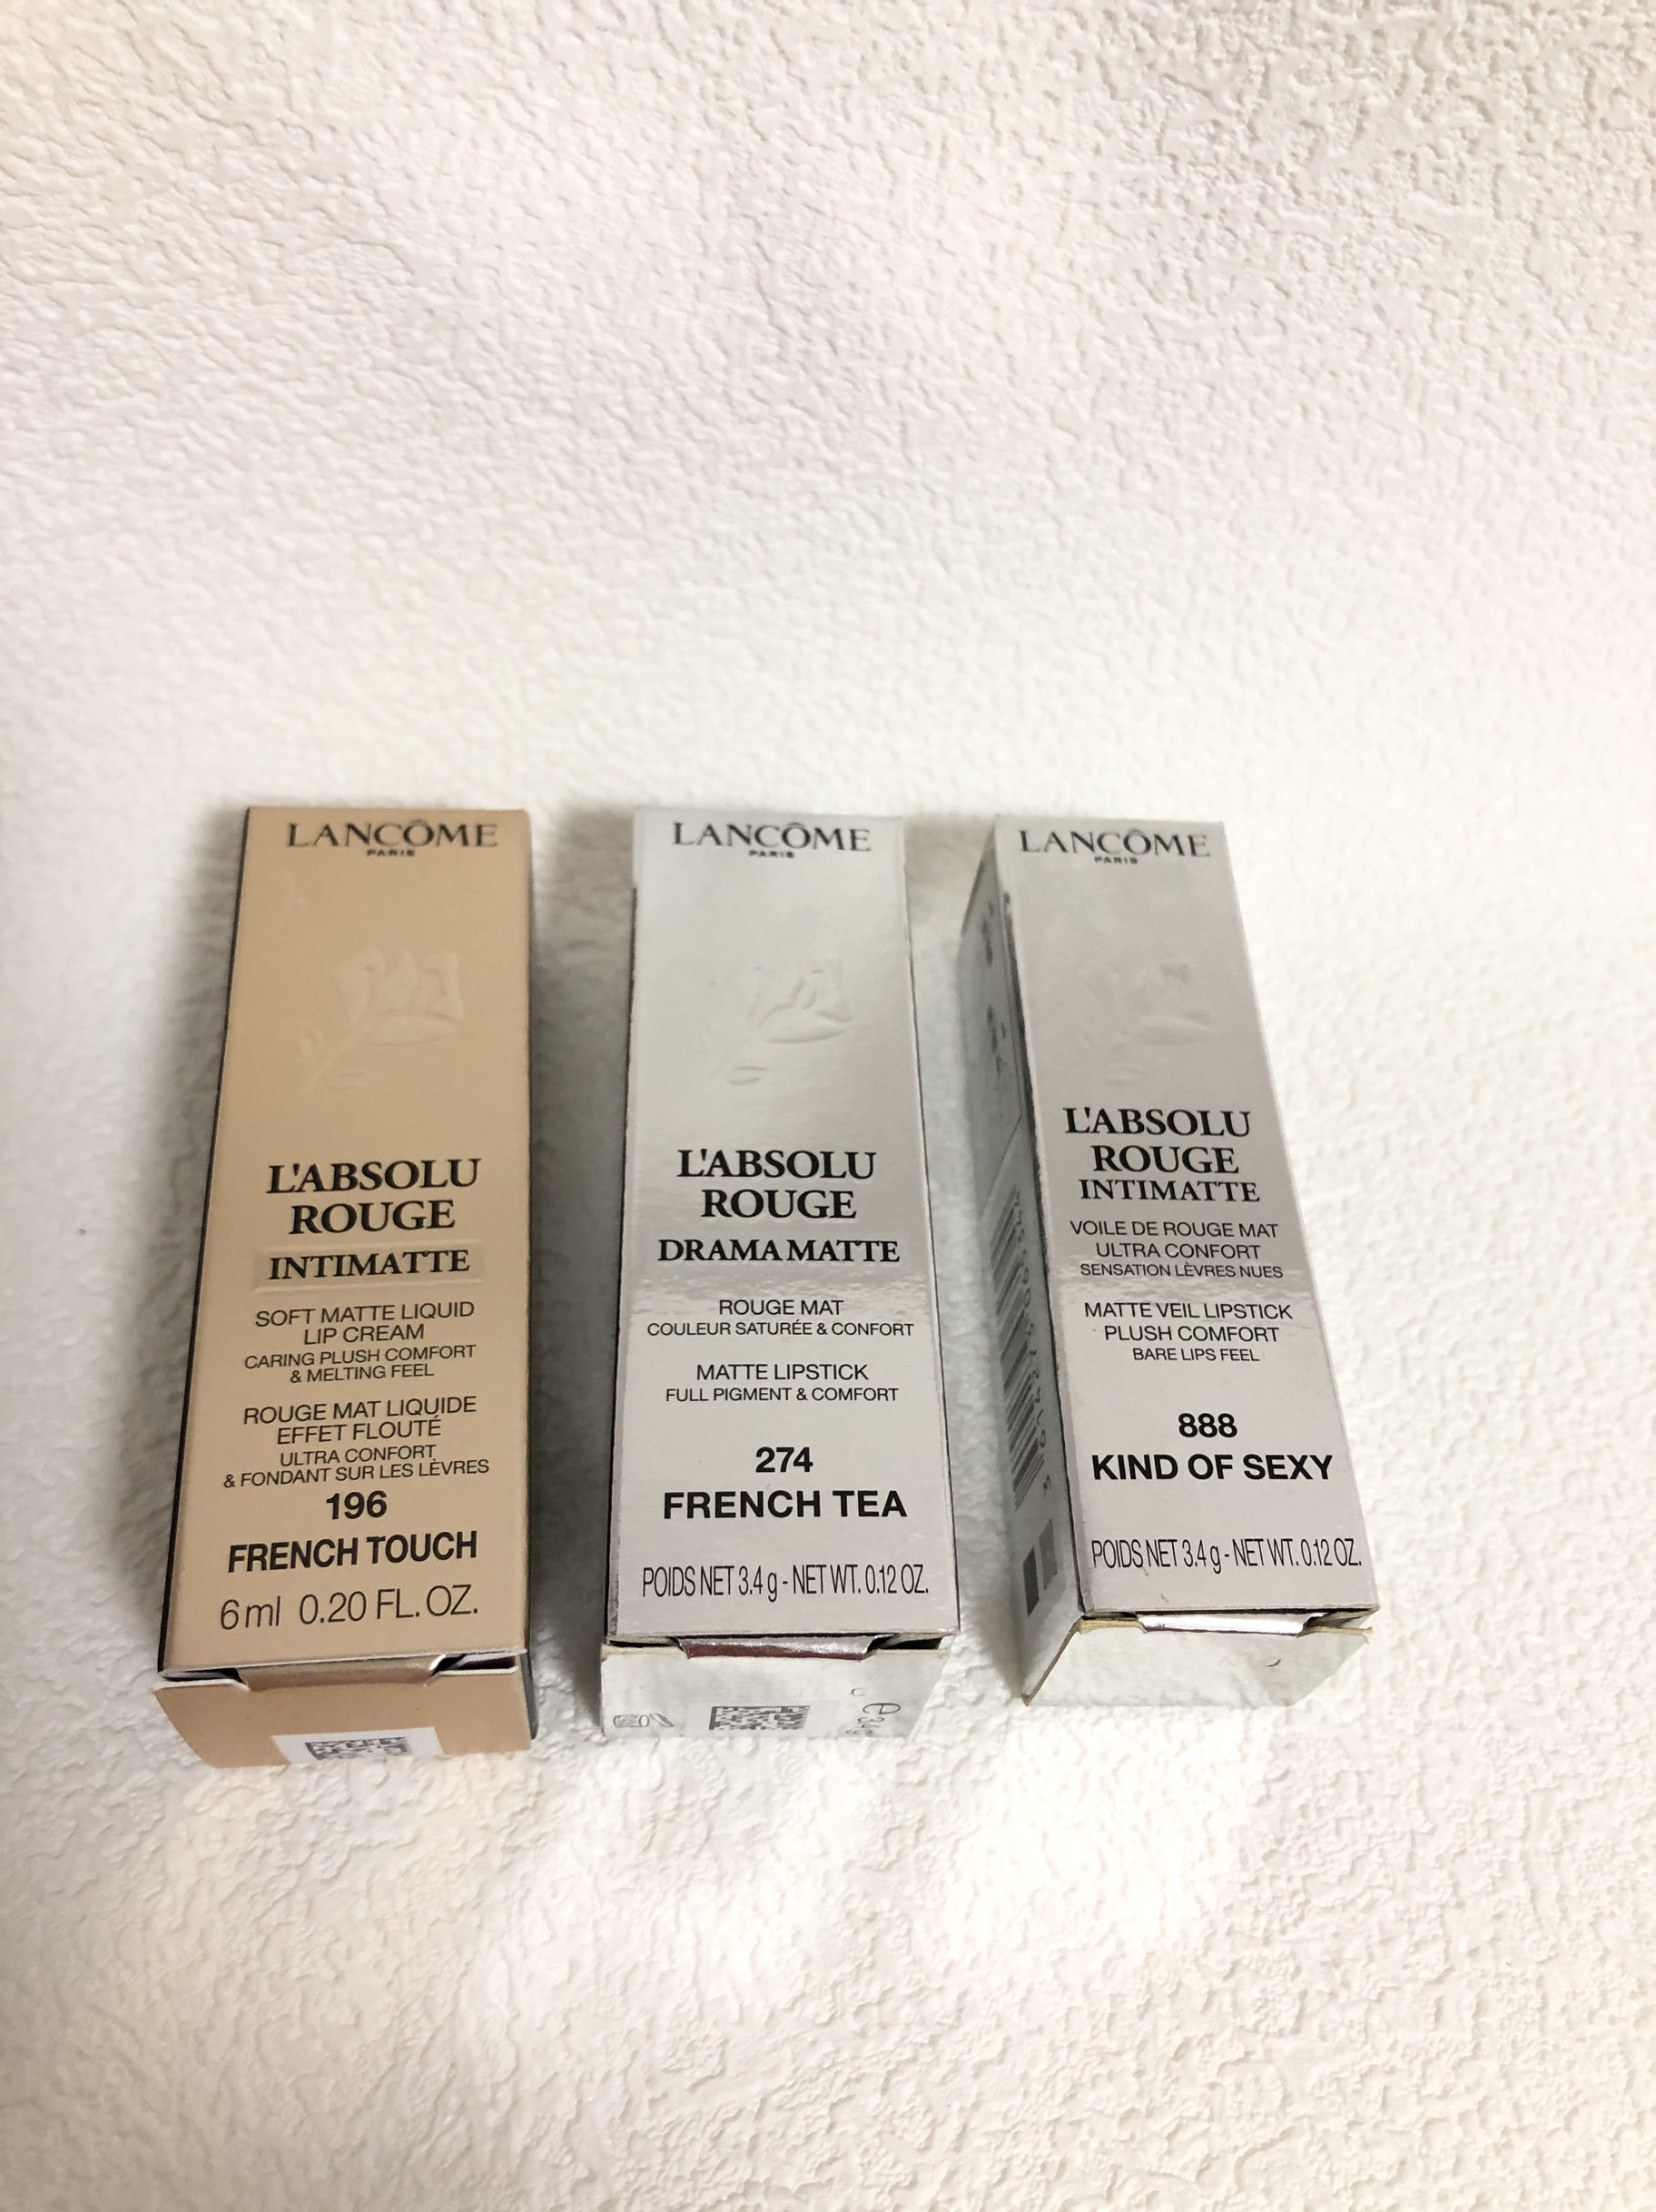 LANCÔME
PARIS
L'ABSOLU
ROUGE
INTIMATTE
SOFT MATTE LIQUID
LIP CREAM
CARING PLUSH COMFORT
& MELTING FEEL
ROUGE MAT LIQUIDE
EFFET FLOUTÉ
ULTRA CONFORT
& FONDANT SUR LES LÈVRES
196
FRENCH TOUCH
6 ml 0.20 FL. OZ.
LANCÔME
PARIS
L'ABSOLU
ROUGE
DRAMA MATTE
ROUGE MAT
COULEUR SATURÉE & CONFORT
MATTE LIPSTICK
FULL PIGMENT & COMFORT
274
FRENCH TEA
POIDS NET 3.4 g - NET WT. 0.12 OZ.
LANCÔME
PARIS
L'ABSOLU
ROUGE
INTIMATTE
VOILE DE ROUGE MAT
ULTRA CONFORT
SENSATION LÈVRES NUES
MATTE VEIL LIPSTICK
PLUSH COMFORT
BARE LIPS FEEL
888
KIND OF SEXY
POIDS NET 3.4 g - NET WT. 0.12 OZ.